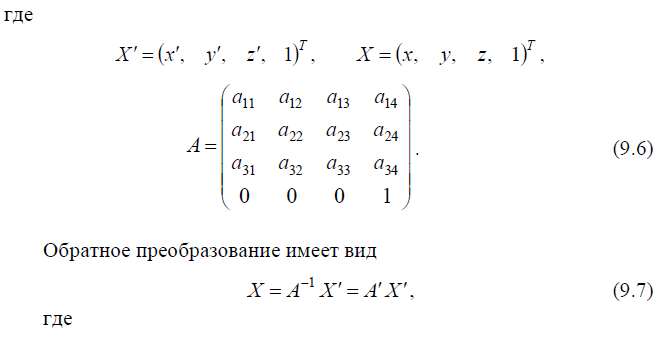 где
X′ = (x′, y′, z′, 1)ᵀ, X = (x, y, z, 1)ᵀ,
a₁₁ a₁₂ a₁₃ a₁₄
a₂₁ a₂₂ a₂₃ a₂₄
A = . (9.6)
a₃₁ a₃₂ a₃₃ a₃₄
0 0 0 1
Обратное преобразование имеет вид
X = A⁻¹ X′ = A′ X′, (9.7)
где